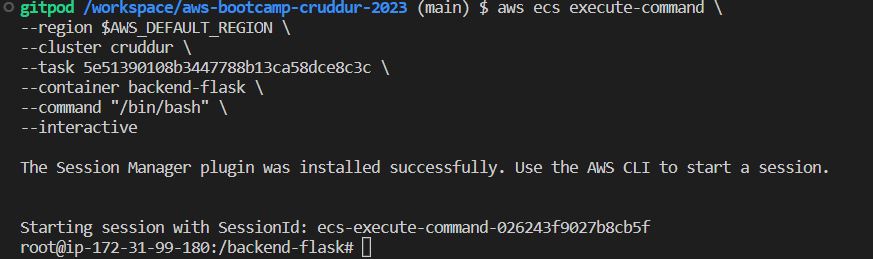 gitpod /workspace/aws-bootcamp-cruddur-2023 (main) $ aws ecs execute-command \
--region $AWS_DEFAULT_REGION \
--cluster cruddur \
--task 5e51390108b3447788b13ca58dce8c3c \
--container backend-flask \
--command "/bin/bash" \
--interactive
The Session Manager plugin was installed successfully. Use the AWS CLI to start a session.
Starting session with SessionId: ecs-execute-command-026243f9027b8cb5f
root@ip-172-31-99-180:/backend-flask#